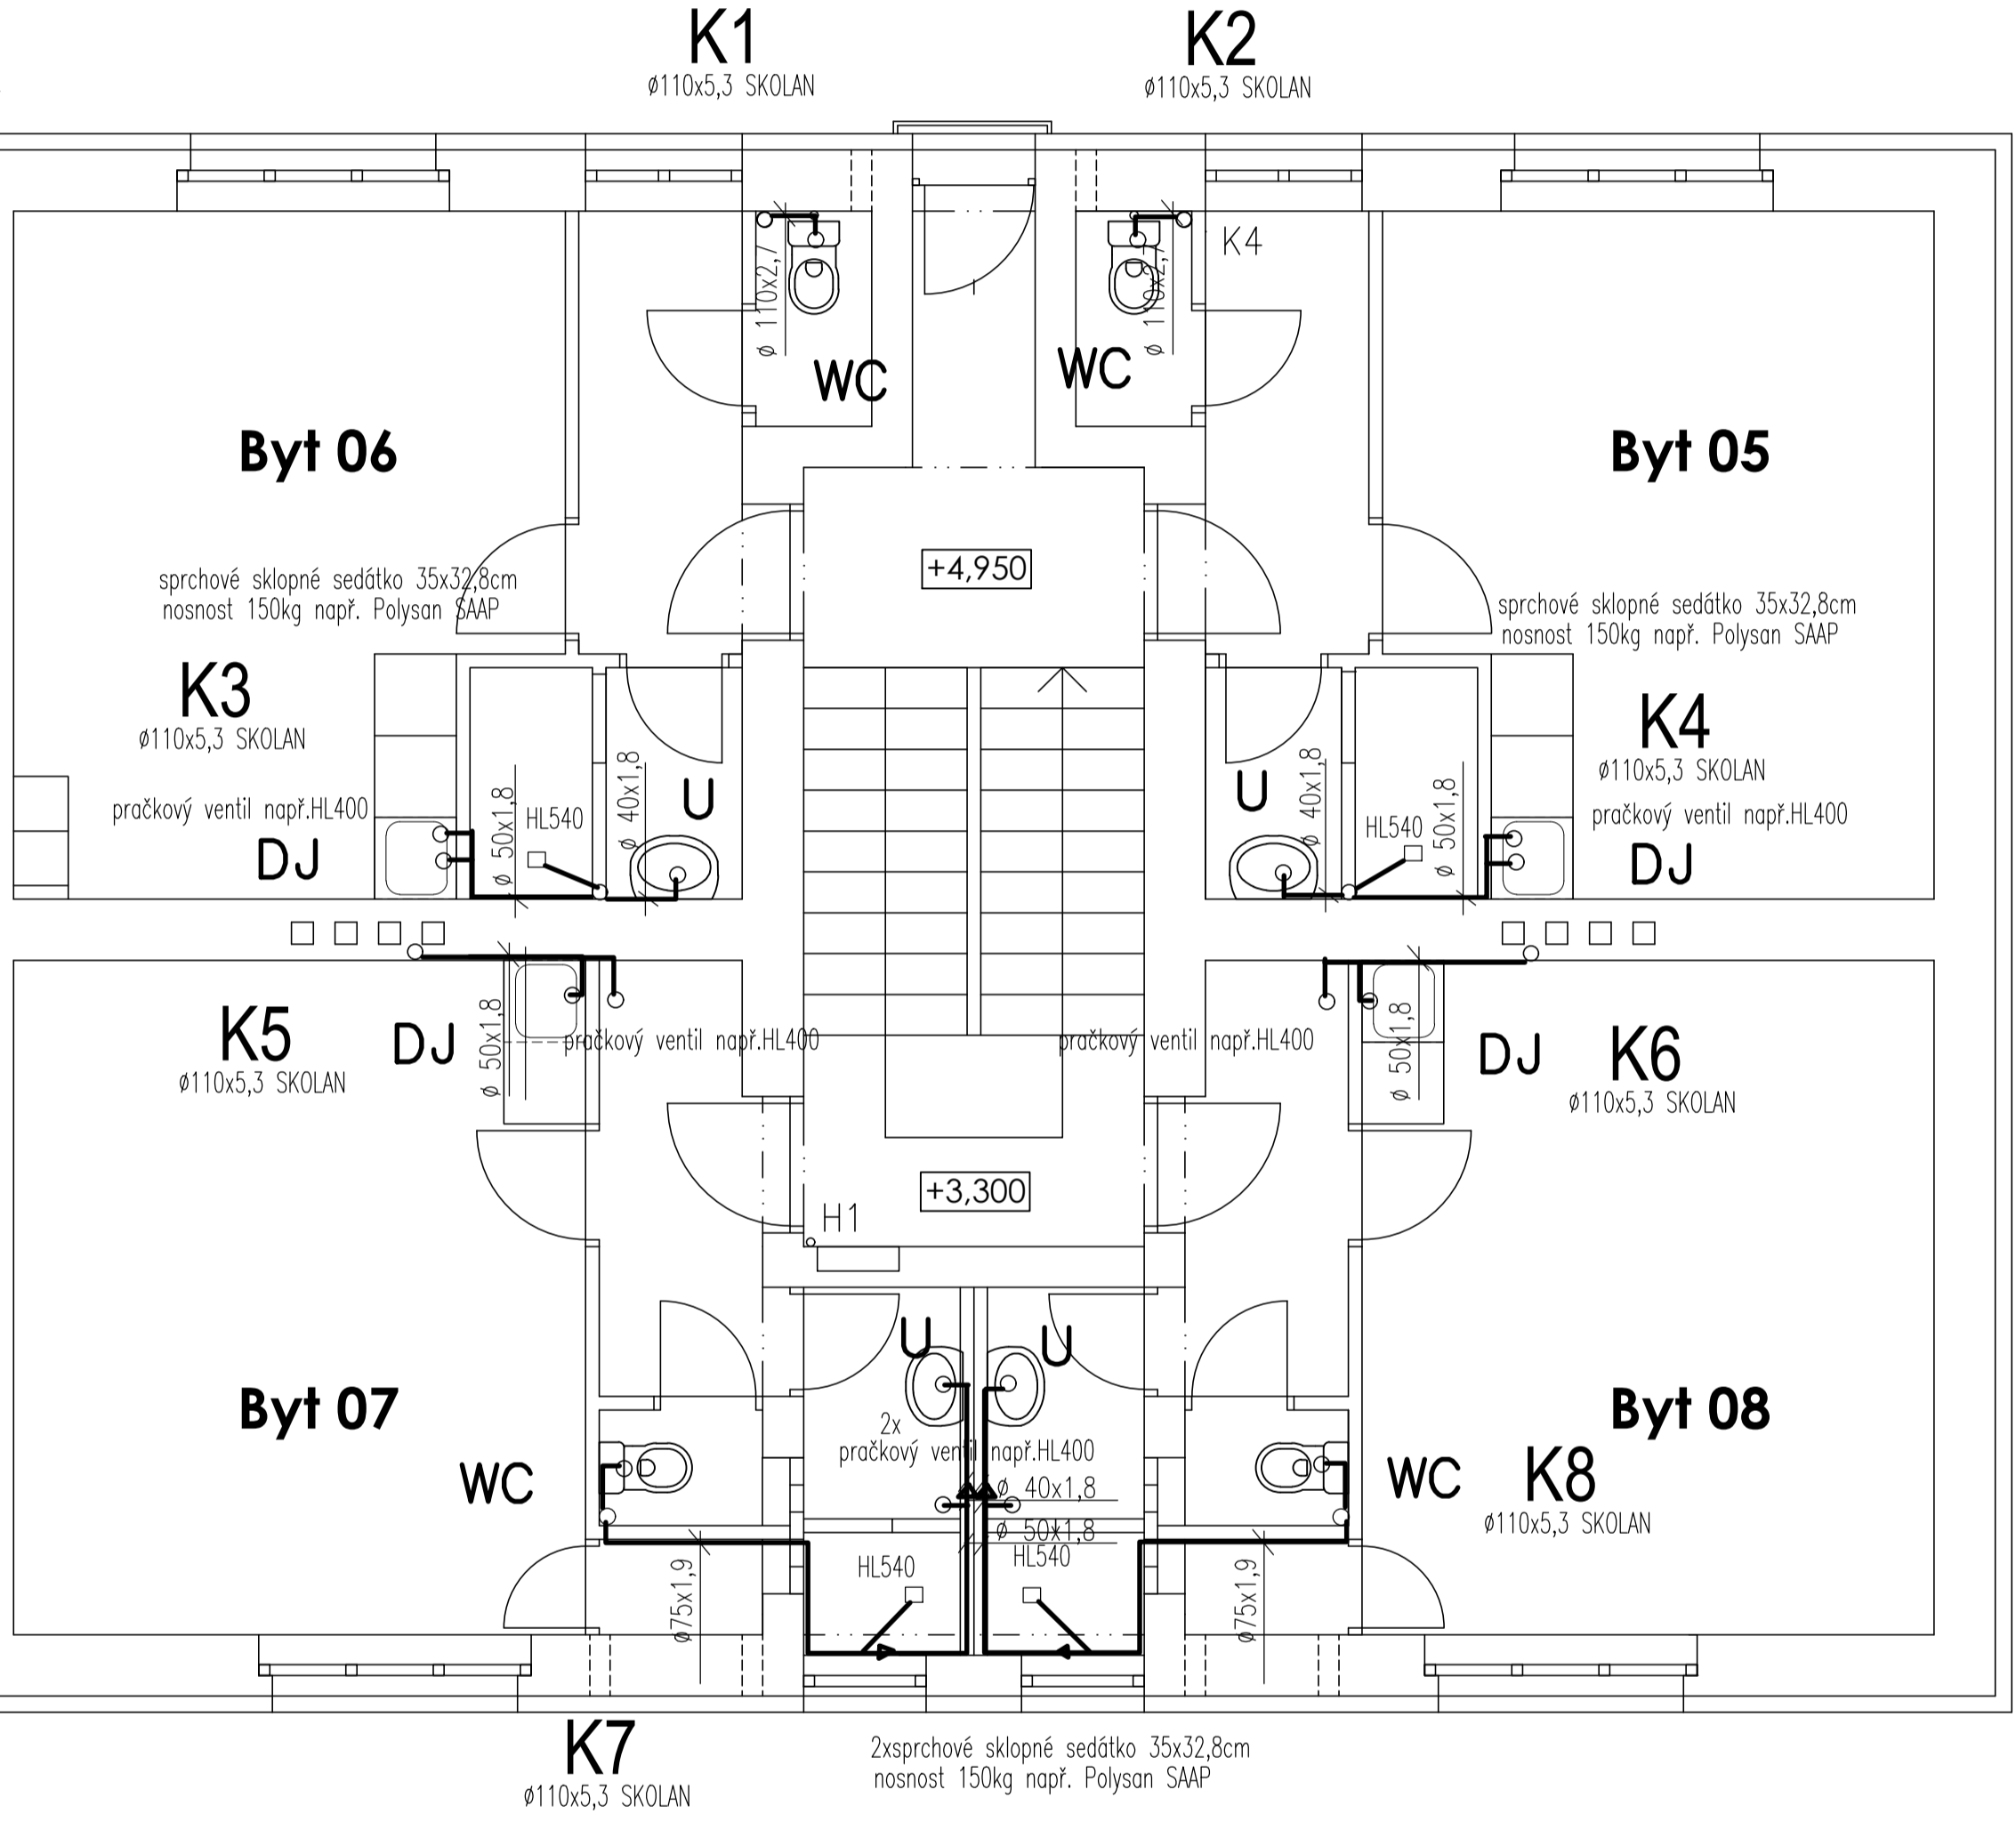 K1
ø110x5,3 SKOLAN
K2
ø110x5,3 SKOLAN
K4
ø 110x2,7
ø 110x2,7
WC
WC
Byt 06
Byt 05
+4,950
sprchové sklopné sedátko 35x32,8cm
nosnost 150kg např. Polysan SAAP
sprchové sklopné sedátko 35x32,8cm
nosnost 150kg např. Polysan SAAP
K3
ø110x5,3 SKOLAN
K4
ø110x5,3 SKOLAN
pračkový ventil např.HL400
DJ
ø 50x1,8
HL540
ø 40x1,8
U
U
ø 40x1,8
HL540
ø 50x1,8
pračkový ventil např.HL400
DJ
K5
ø110x5,3 SKOLAN
DJ
ø 50x1,8
pračkový ventil např.HL400
pračkový ventil např.HL400
ø 50x1,8
DJ
K6
ø110x5,3 SKOLAN
+3,300
H1
U
U
Byt 07
Byt 08
2x
pračkový ventil např.HL400
WC
WC
K8
ø110x5,3 SKOLAN
ø 40x1,8
ø 50x1,8
HL540
HL540
ø75x1,9
ø75x1,9
K7
ø110x5,3 SKOLAN
2xsprchové sklopné sedátko 35x32,8cm
nosnost 150kg např. Polysan SAAP